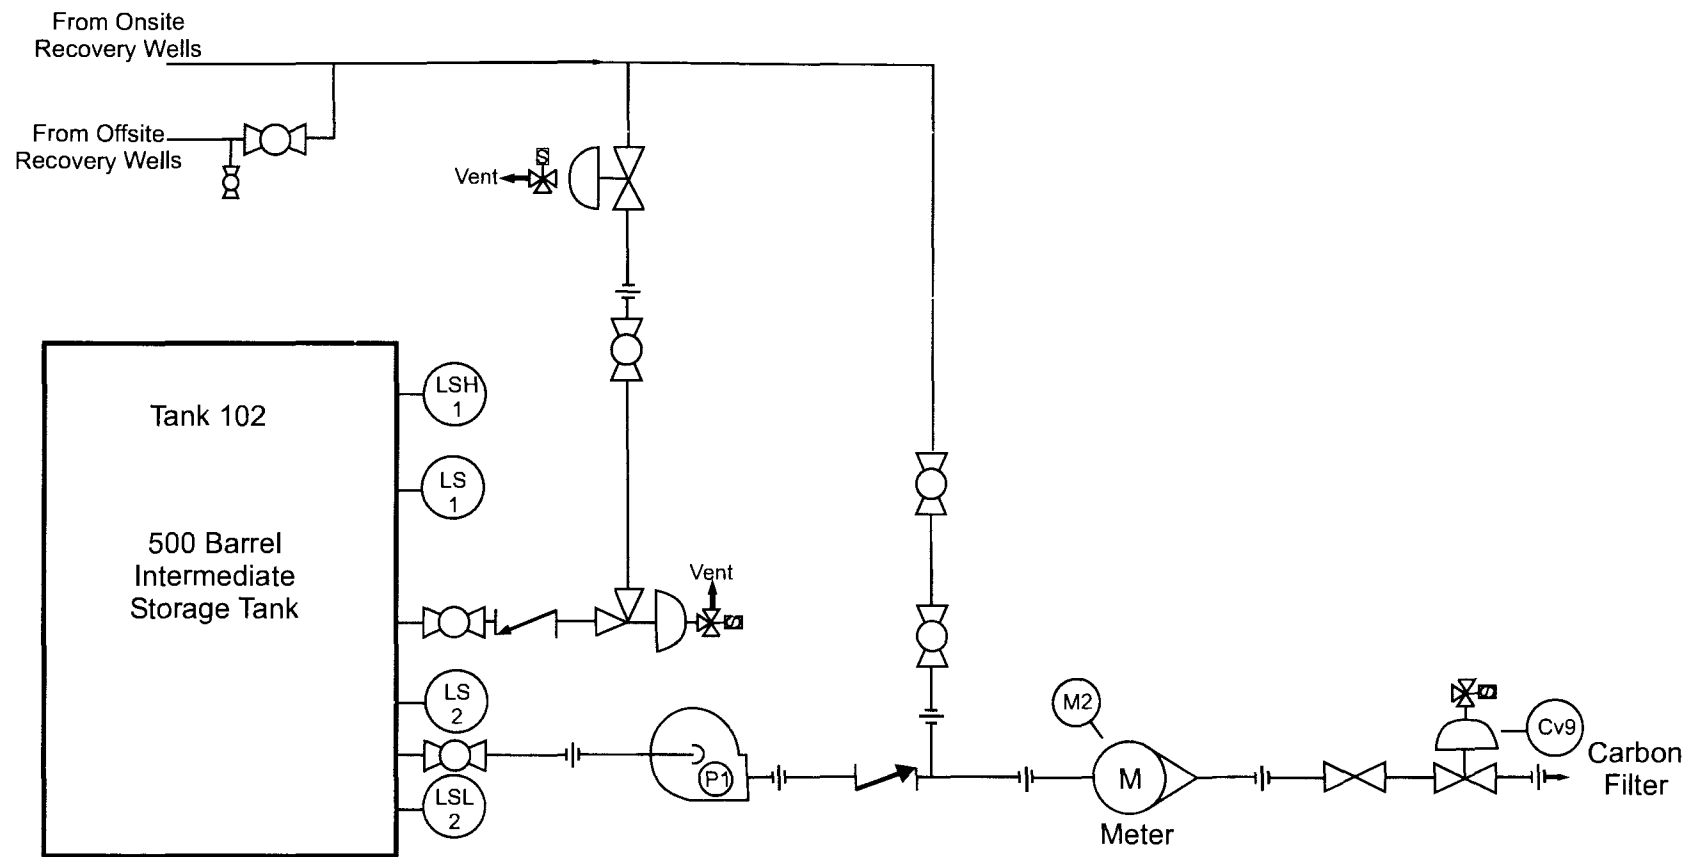 From Onsite
Recovery Wells
From Offsite
Recovery Wells
S
Vent
LSH
1
Tank 102
LS
1
500 Barrel
Intermediate
Storage Tank
Vent
S
LS
2
M2
S
Cv9
Carbon
Filter
P1
M
LSL
2
Meter